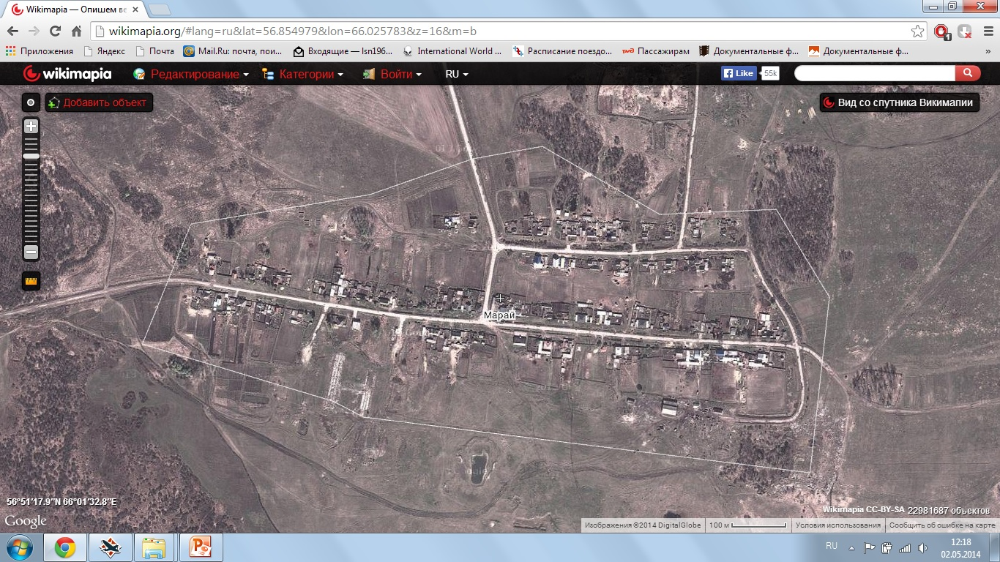 Wikimapia — Опишем ве
wikimapia.org/#lang=ru&lat=56.854979&lon=66.025783&z=16&m=b
1
Приложения Яндекс Почта Mail.Ru: почта, пои... Входящие — lsn196... International World ... Расписание поездо... Пассажирам Документальные ф... Документальные ф... »
wikimapia Редактирование Категории Войти RU Like 55k
Добавить объект
Вид со спутника Викимапии
Марай
56°51'17.9"N 66°01'32.8"E
Wikimapia CC-BY-SA 22981687 объектов
Google
Изображения ©2014 DigitalGlobe 100 м Условия использования Сообщить об ошибке на карте
RU
12:18
02.05.2014